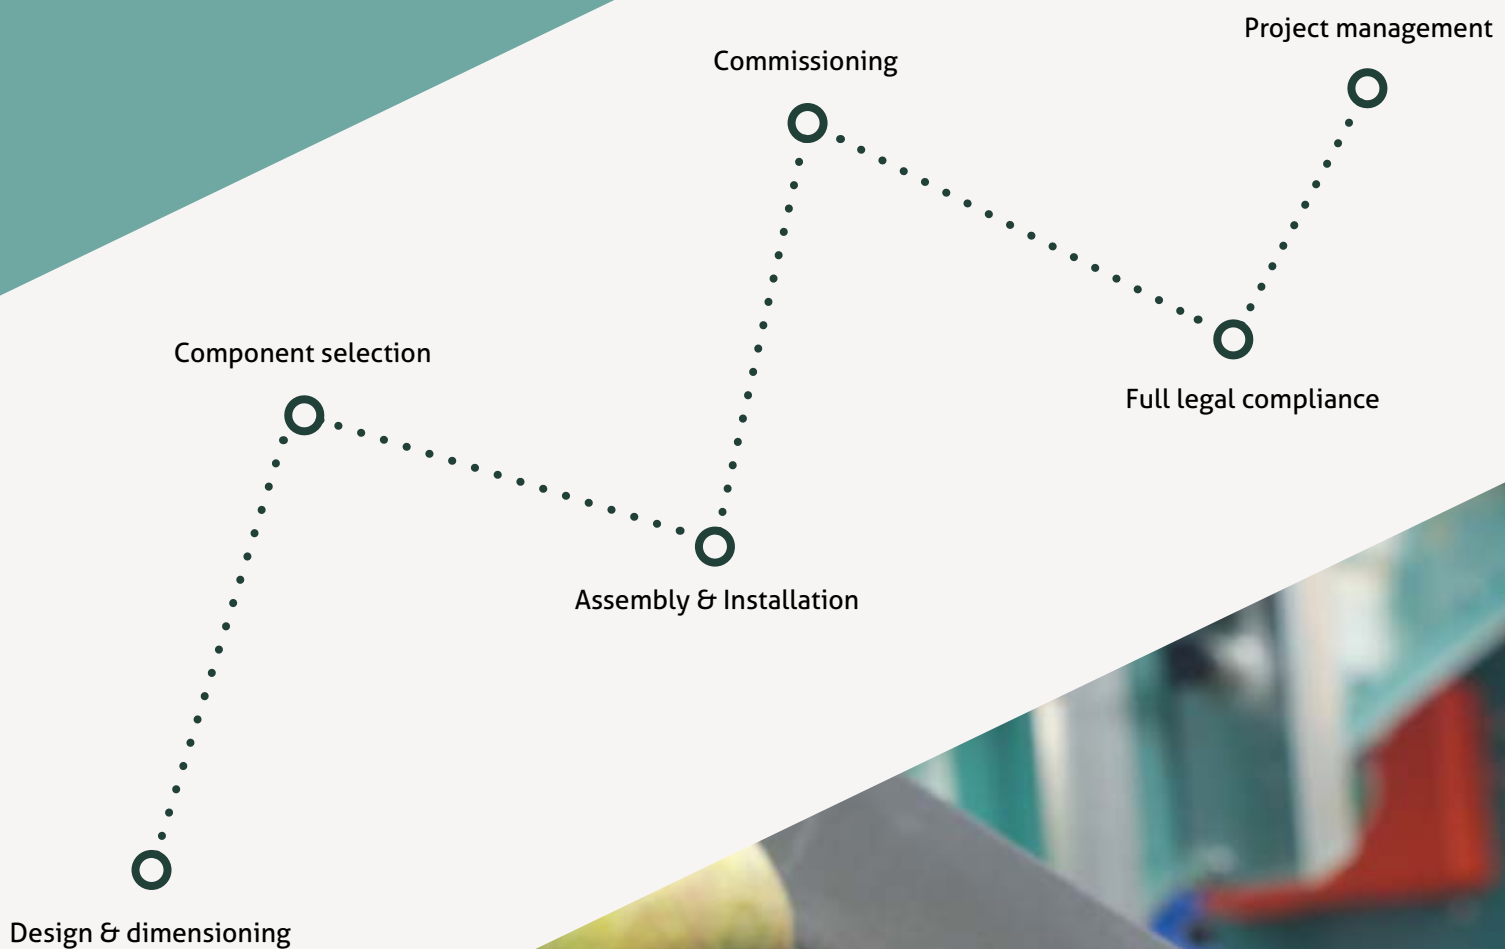 Project management
Commissioning
Component selection
Full legal compliance
Assembly & Installation
Design & dimensioning